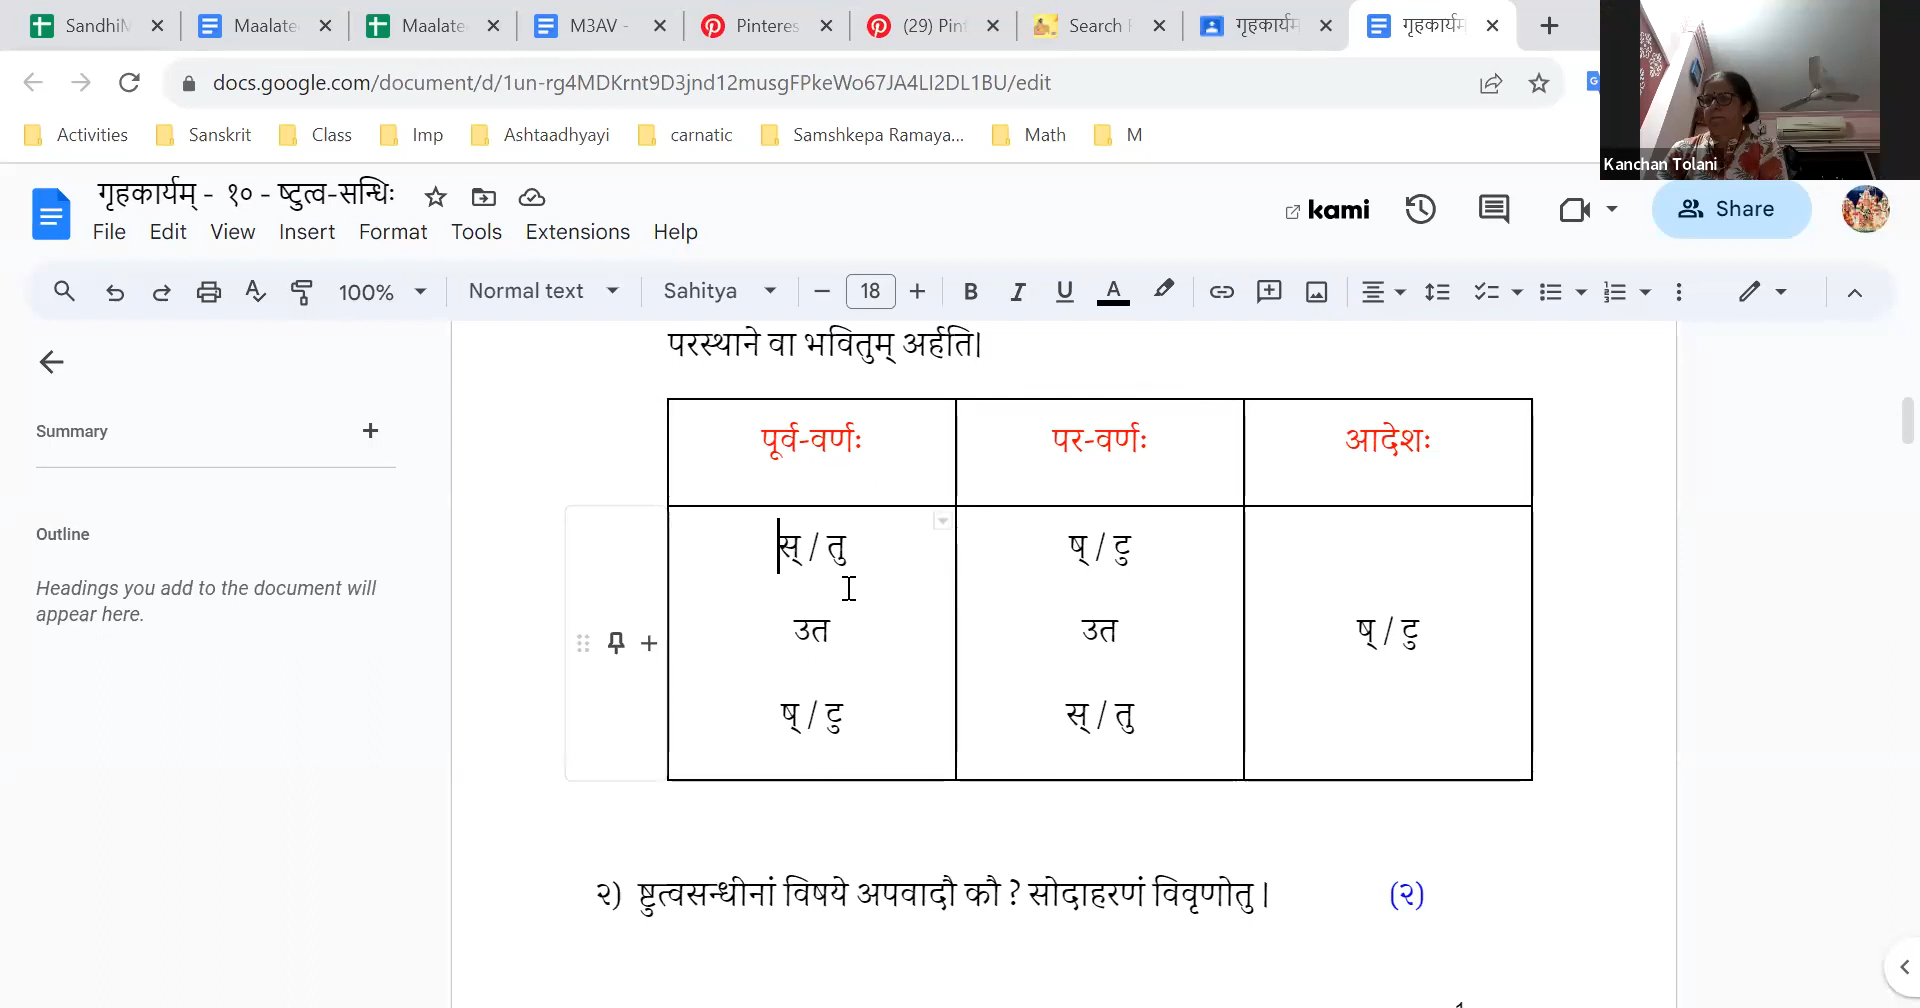 SandhiM
Maalate
Maalate
M3AV -
Pinteres
(29) Pin
Search
गृहकार्यम्
गृहकार्यम्
docs.google.com/document/d/1un-rg4MDKrnt9D3jnd12musgFPkeWo67JA4LI2DL1BU/edit
Activities
Sanskrit
Class
Imp
Ashtaadhyayi
carnatic
Samshkepa Ramaya...
Math
M
Kanchan Tolani
गृहकार्यम् - १० - ष्टुत्व-सन्धिः
kami
Share
File Edit View Insert Format Tools Extensions Help
100% Normal text Sahitya − 18 + B I U A
परस्थाने वा भवितुम् अर्हति।
Summary
Outline
Headings you add to the document will
appear here.
पूर्व-वर्णः पर-वर्णः आदेशः
स् / तु ष् / टु
उत उत ष् / टु
ष् / टु स् / तु
२) ष्टुत्वसन्धीनां विषये अपवादौ कौ ? सोदाहरणं विवृणोतु । (२)